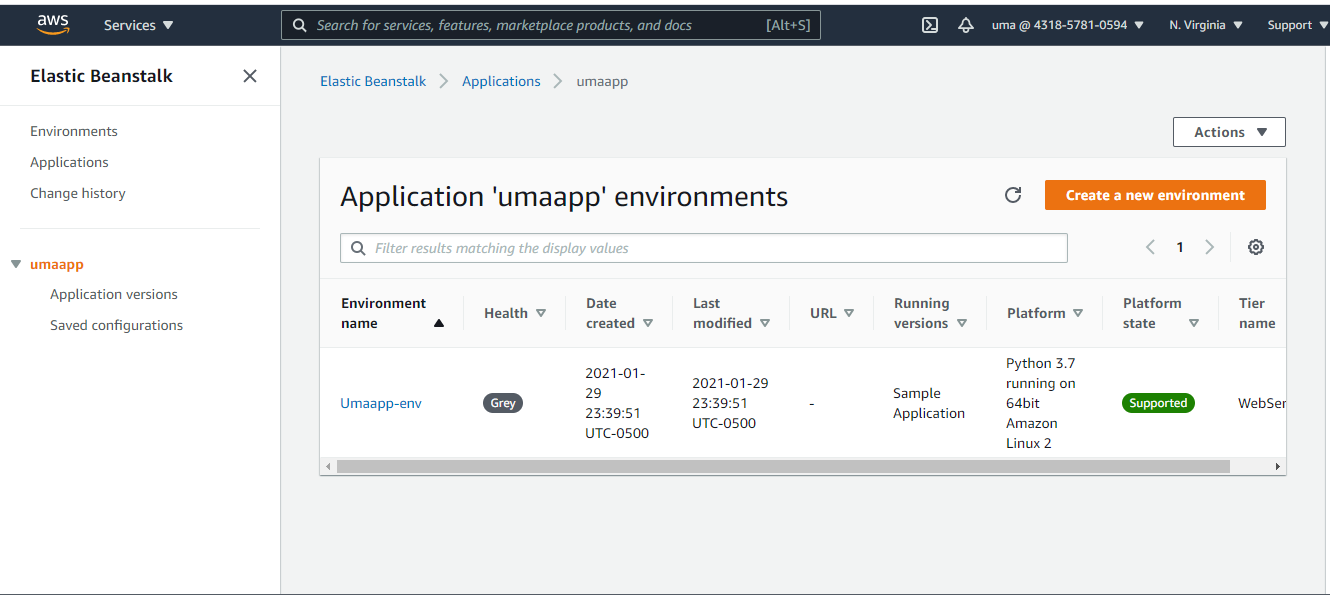 aws Services Search for services, features, marketplace products, and docs [Alt+S] uma @ 4318-5781-0594 N. Virginia Support
Elastic Beanstalk
Environments
Applications
Change history
umaapp
Application versions
Saved configurations
Elastic Beanstalk Applications umaapp
Actions
Application 'umaapp' environments
Create a new environment
Filter results matching the display values
1
Environment
name
Health
Date
created
Last
modified
URL
Running
versions
Platform
Platform
state
Tier
name
Umaapp-env
Grey
2021-01-
29
23:39:51
UTC-0500
2021-01-29
23:39:51
UTC-0500
-
Sample
Application
Python 3.7
running on
64bit
Amazon
Linux 2
Supported
WebSer